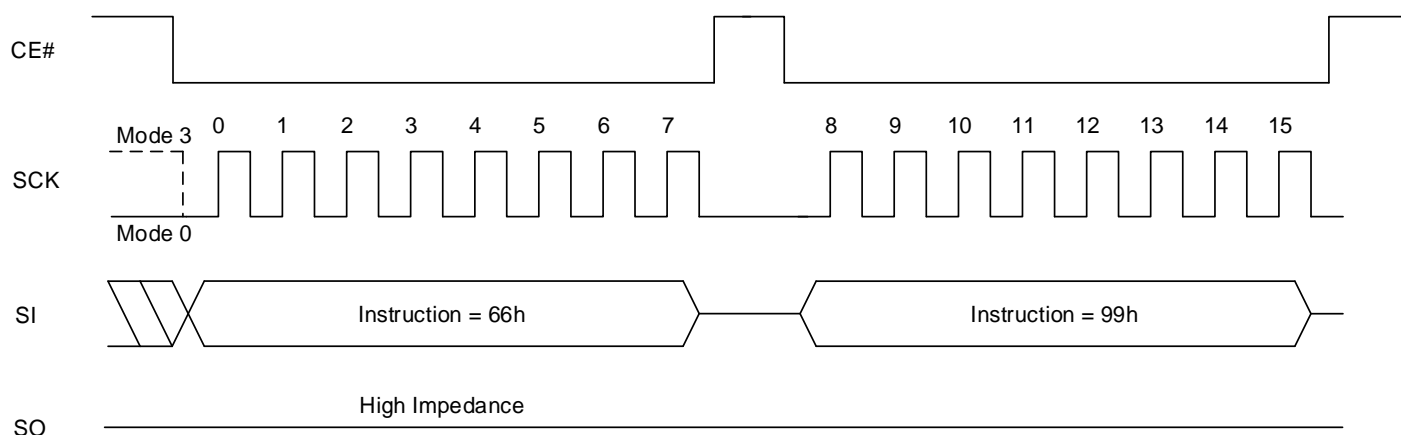 CE#
Mode 3
0 1 2 3 4 5 6 7 8 9 10 11 12 13 14 15
SCK
Mode 0
SI
Instruction = 66h
Instruction = 99h
High Impedance
SO